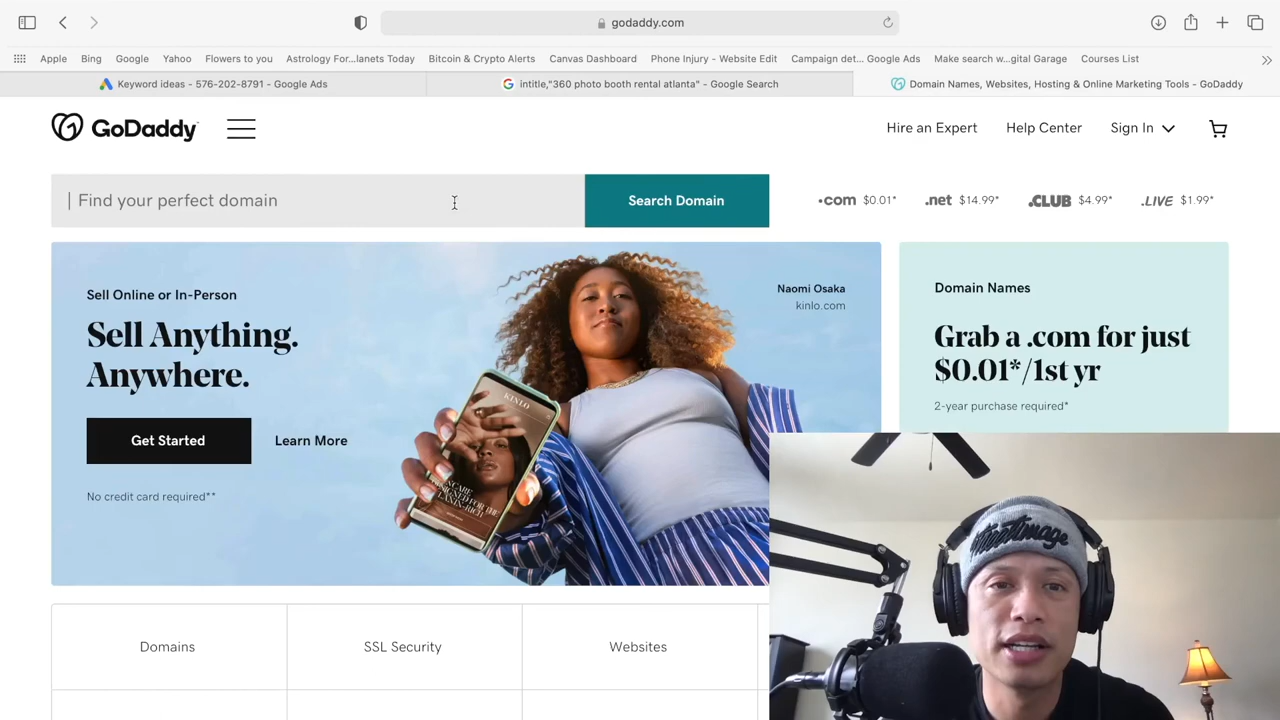 godaddy.com
Apple Bing Google Yahoo Flowers to you Astrology For...lanets Today Bitcoin & Crypto Alerts Canvas Dashboard Phone Injury - Website Edit Campaign det... Google Ads Make search w...gital Garage Courses List
Keyword ideas - 576-202-8791 - Google Ads
intitle,"360 photo booth rental atlanta" - Google Search
Domain Names, Websites, Hosting & Online Marketing Tools - GoDaddy
GoDaddy
Hire an Expert Help Center Sign In
Find your perfect domain
Search Domain
.com $0.01* .net $14.99* .CLUB $4.99* .LIVE $1.99*
Sell Online or In-Person
Sell Anything.
Anywhere.
Get Started Learn More
No credit card required**
Naomi Osaka
kinlo.com
KINLO
Domain Names
Grab a .com for just
$0.01*/1st yr
2-year purchase required*
Domains SSL Security Websites